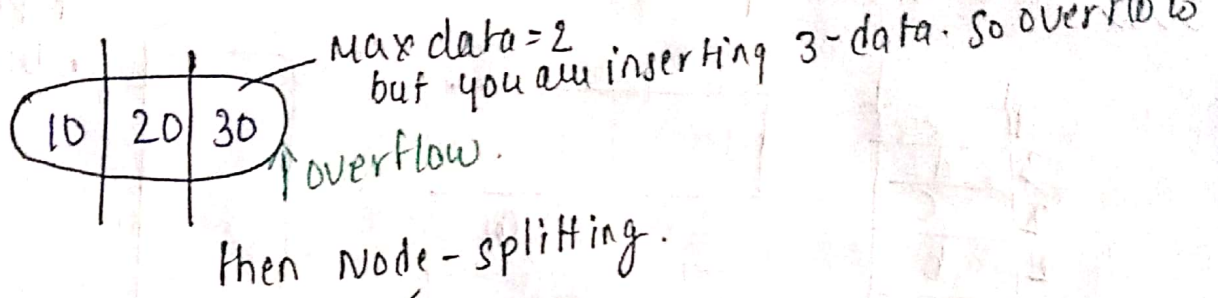 Max data = 2
but you are inserting 3-data. So overflow
10 20 30
↑ overflow.
then Node-splitting.